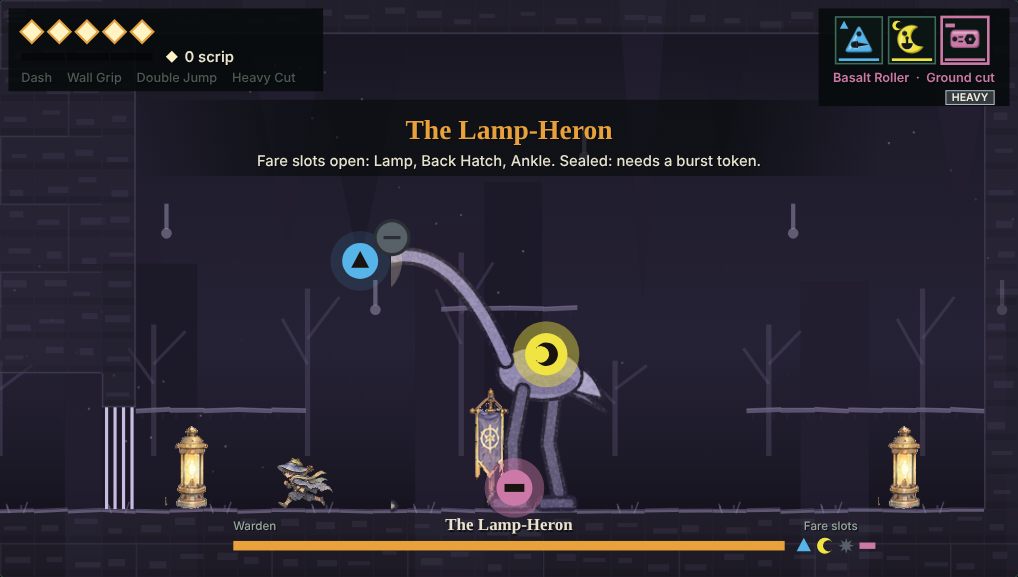 0 scrip
Dash Wall Grip Double Jump Heavy Cut
Basalt Roller · Ground cut
HEAVY
The Lamp-Heron
Fare slots open: Lamp, Back Hatch, Ankle. Sealed: needs a burst token.
Warden
The Lamp-Heron
Fare slots